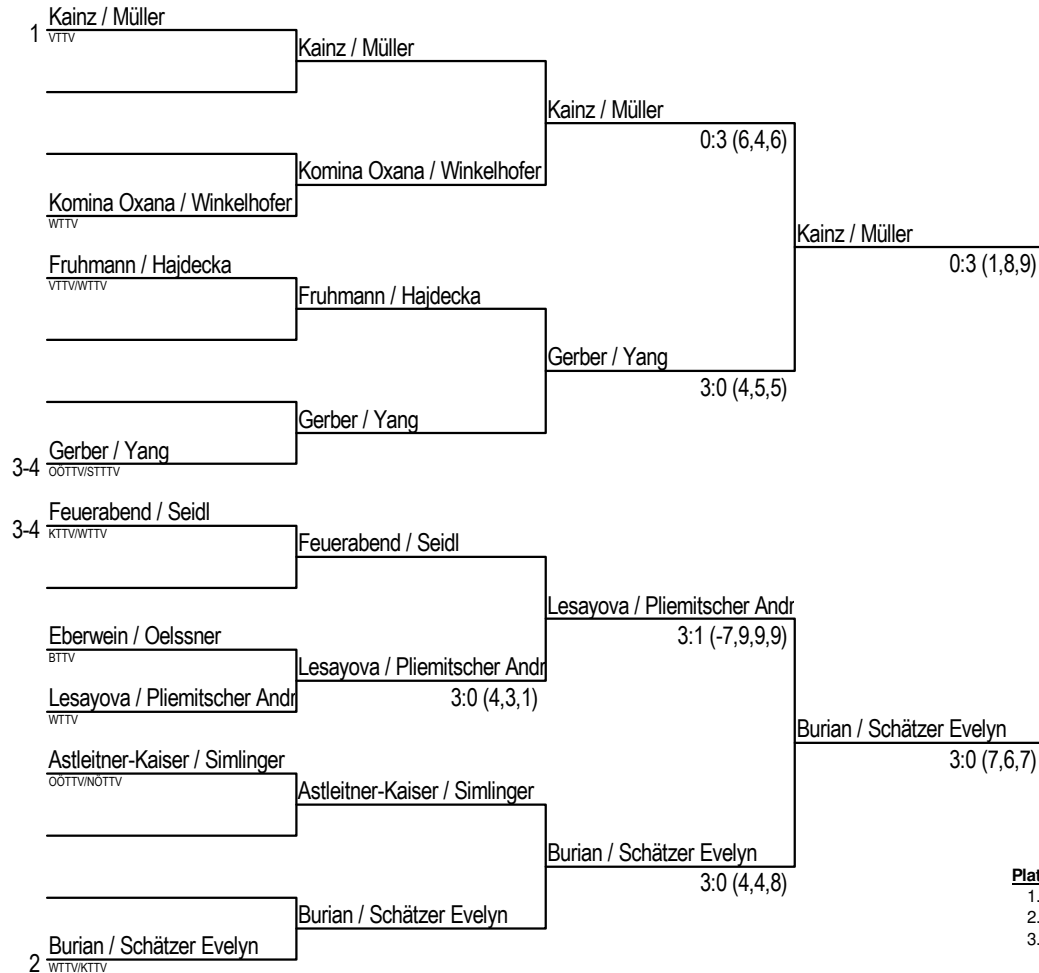 Kainz / Müller
1
VTTV
Kainz / Müller
Kainz / Müller
0:3 (6,4,6)
Komina Oxana / Winkelhofer
Komina Oxana / Winkelhofer
WTTV
Kainz / Müller
0:3 (1,8,9)
Fruhmann / Hajdecka
VTTV/WTTV
Fruhmann / Hajdecka
Gerber / Yang
3:0 (4,5,5)
Gerber / Yang
Gerber / Yang
3-4
OÖTTV/STTTV
Feuerabend / Seidl
3-4
KTTV/WTTV
Feuerabend / Seidl
Lesayova / Pliemitscher Andr
3:1 (-7,9,9,9)
Eberwein / Oelssner
BTTV
Lesayova / Pliemitscher Andr
3:0 (4,3,1)
Lesayova / Pliemitscher Andr
WTTV
Burian / Schätzer Evelyn
3:0 (7,6,7)
Astleitner-Kaiser / Simlinger
OÖTTV/NÖTTV
Astleitner-Kaiser / Simlinger
Burian / Schätzer Evelyn
3:0 (4,4,8)
Burian / Schätzer Evelyn
Burian / Schätzer Evelyn
2
WTTV/KTTV
Plat
1.
2.
3.